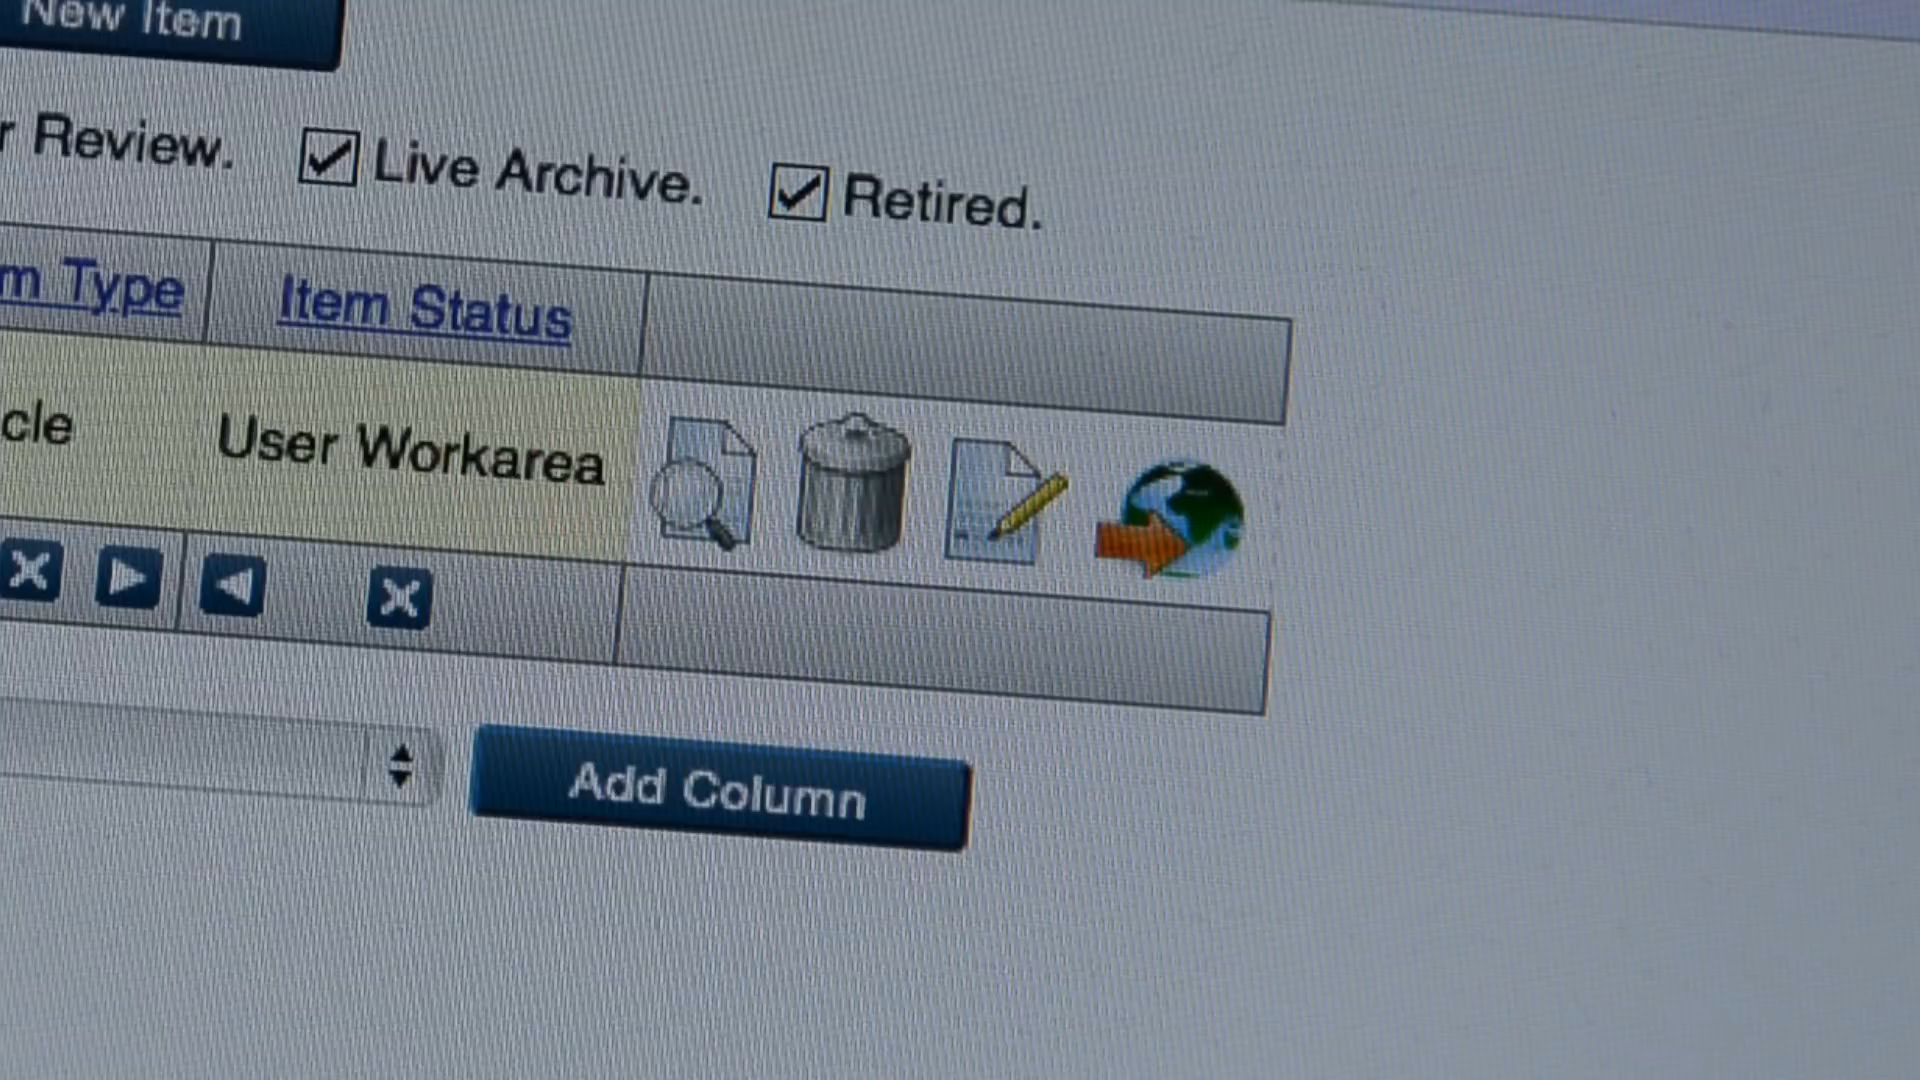 New Item
r Review. Live Archive. Retired.
m Type Item Status
cle User Workarea
Add Column